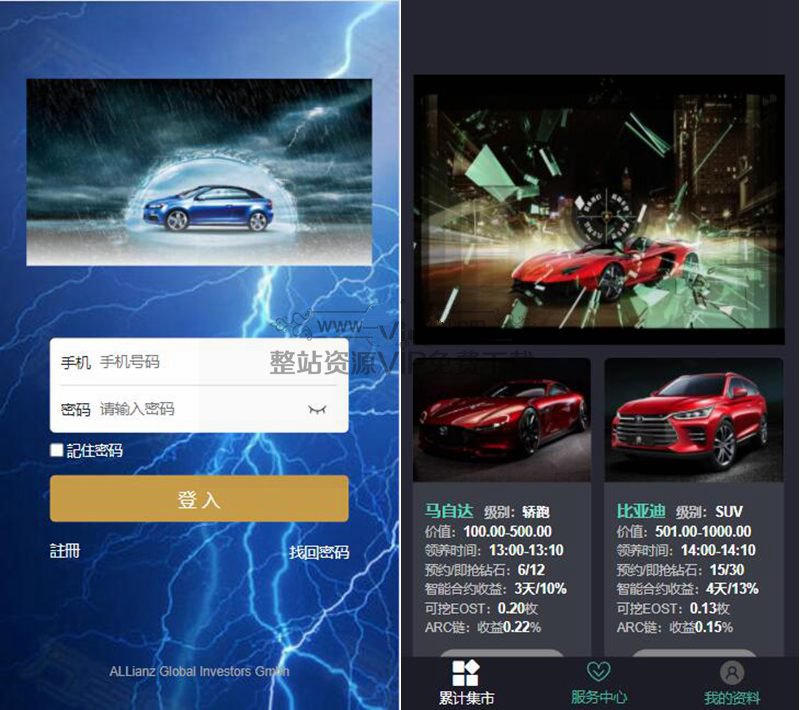 手机 手机号码
密码 请输入密码
記住密码
登入
註冊 找回密码
ALLianz Global Investors Gmbh
www
整站资源VIP免费下载
马自达 级别：轿跑
价值：100.00-500.00
领养时间：13:00-13:10
预约/即抢钻石：6/12
智能合约收益：3天/10%
可挖EOST：0.20枚
ARC链：收益0.22%
比亚迪 级别：SUV
价值：501.00-1000.00
领养时间：14:00-14:10
预约/即抢钻石：15/30
智能合约收益：4天/13%
可挖EOST：0.13枚
ARC链：收益0.15%
累计集市 服务中心 我的资料